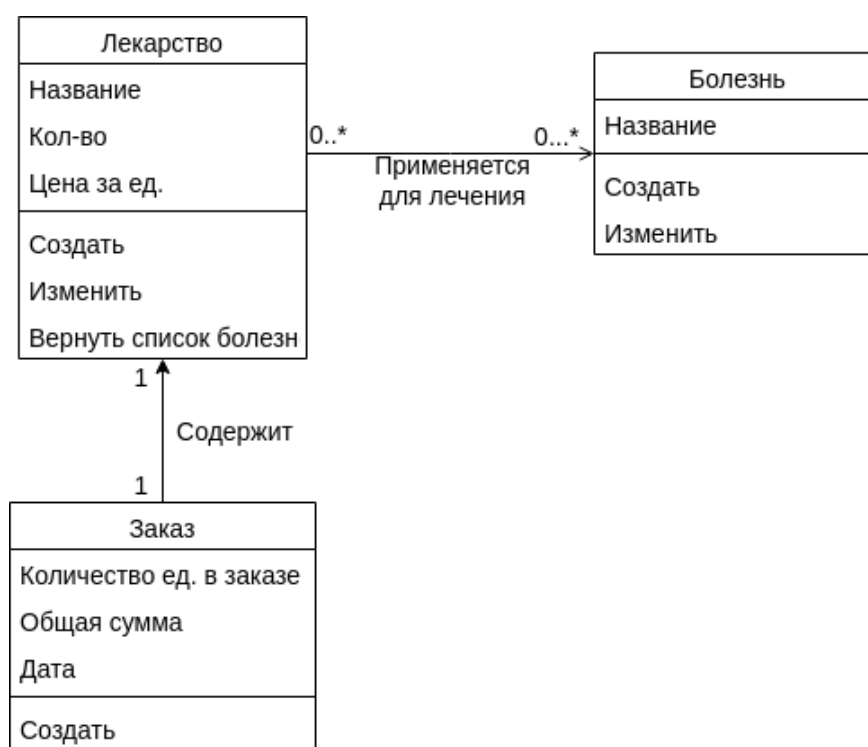 Лекарство
Название
Кол-во
Цена за ед.
Создать
Изменить
Вернуть список болезн
0..*
0...*
Применяется
для лечения
Болезнь
Название
Создать
Изменить
1
Содержит
1
Заказ
Количество ед. в заказе
Общая сумма
Дата
Создать